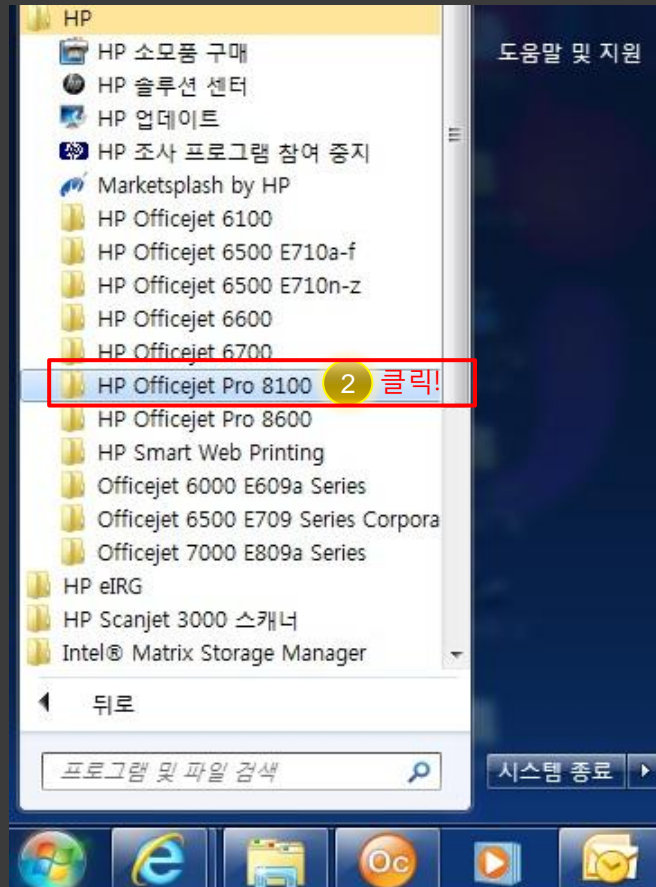 HP
HP 소모품 구매
HP 솔루션 센터
HP 업데이트
HP 조사 프로그램 참여 중지
Marketsplash by HP
HP Officejet 6100
HP Officejet 6500 E710a-f
HP Officejet 6500 E710n-z
HP Officejet 6600
HP Officejet 6700
HP Officejet Pro 8100 2 클릭!
HP Officejet Pro 8600
HP Smart Web Printing
Officejet 6000 E609a Series
Officejet 6500 E709 Series Corpora
Officejet 7000 E809a Series
HP eIRG
HP Scanjet 3000 스캐너
Intel® Matrix Storage Manager
뒤로
프로그램 및 파일 검색
도움말 및 지원
시스템 종료
Oc